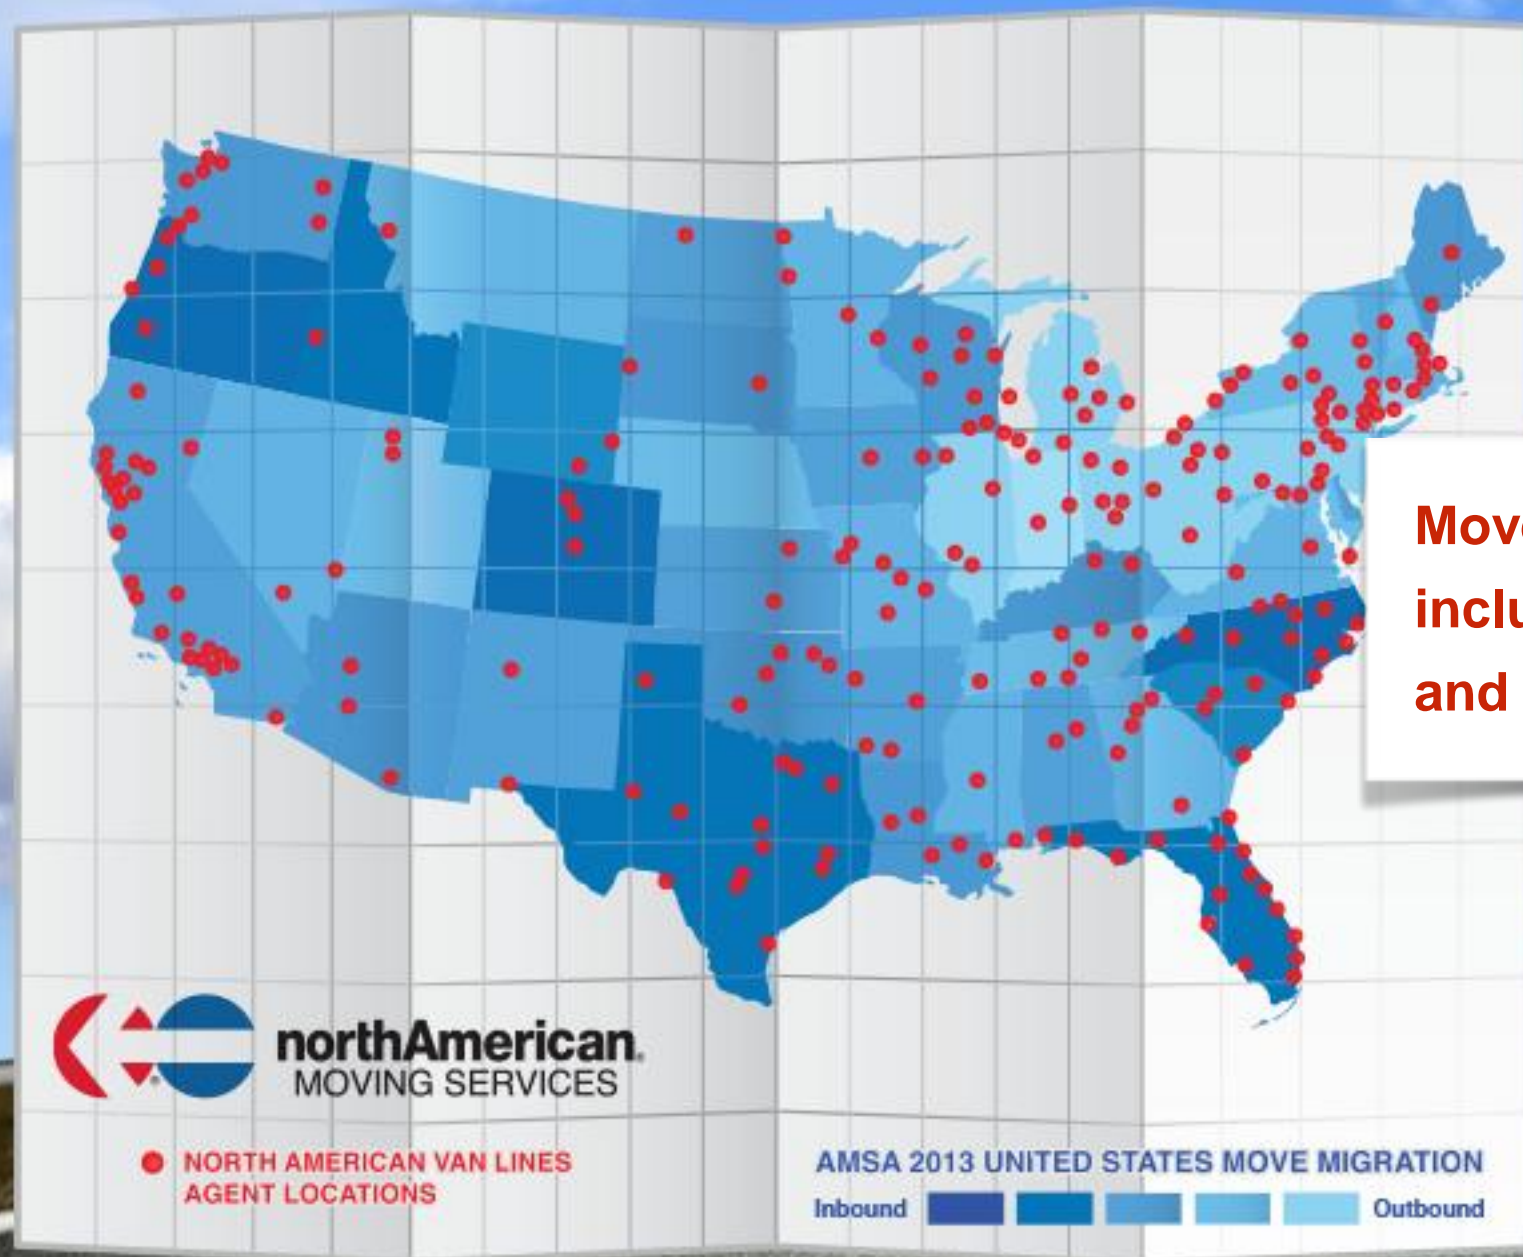 Move
inclu
and
northAmerican.
MOVING SERVICES
NORTH AMERICAN VAN LINES
AGENT LOCATIONS
AMSA 2013 UNITED STATES MOVE MIGRATION
Inbound
Outbound